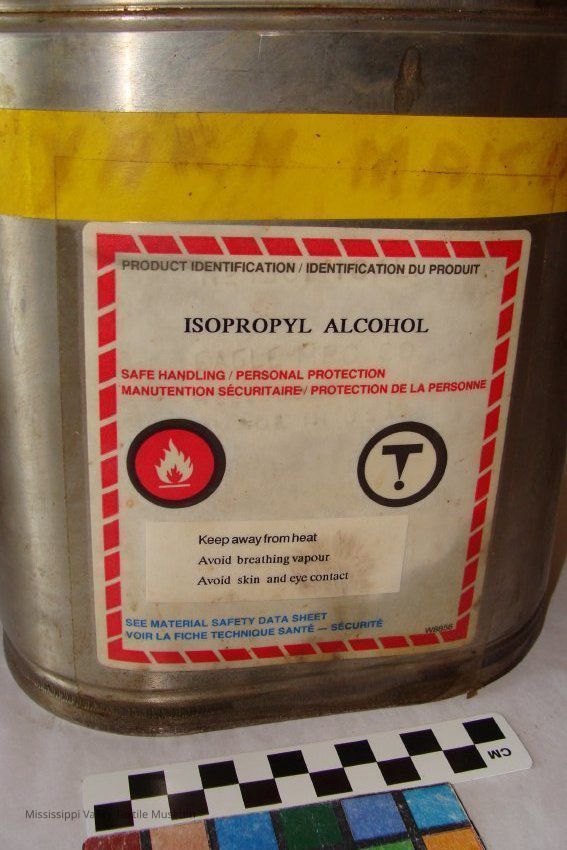 PRODUCT IDENTIFICATION / IDENTIFICATION DU PRODUIT
ISOPROPYL ALCOHOL
SAFE HANDLING / PERSONAL PROTECTION
MANUTENTION SÉCURITAIRE / PROTECTION DE LA PERSONNE
Keep away from heat
Avoid breathing vapour
Avoid skin and eye contact
SEE MATERIAL SAFETY DATA SHEET
VOIR LA FICHE TECHNIQUE SANTÉ — SÉCURITÉ
W8858
CM
Mississippi Valley Textile Museum